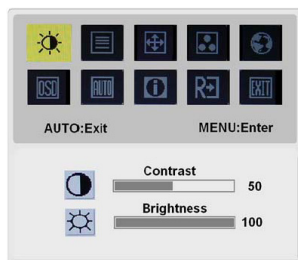 OSD
AUTO
i
R
EXIT
AUTO:Exit
MENU:Enter
Contrast
50
Brightness
100